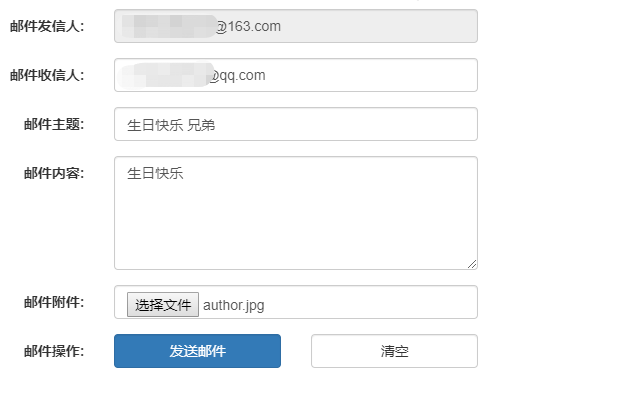 邮件发信人: @163.com
邮件收信人: @qq.com
邮件主题: 生日快乐 兄弟
邮件内容: 生日快乐
邮件附件: 选择文件 author.jpg
邮件操作: 发送邮件 清空